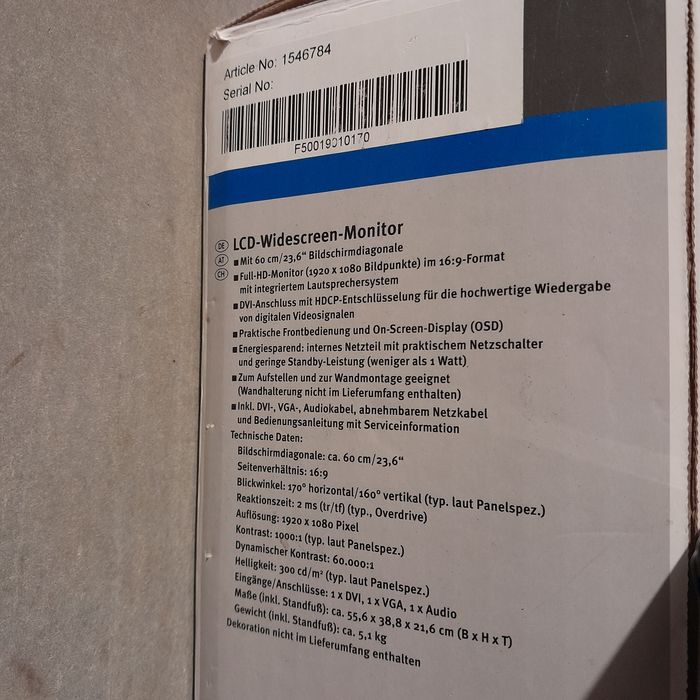 Article No: 1546784
Serial No:
F50019010170
DE
AT
CH
LCD-Widescreen-Monitor
■ Mit 60 cm/23,6“ Bildschirmdiagonale
■ Full-HD-Monitor (1920 x 1080 Bildpunkte) im 16:9-Format
mit integriertem Lautsprechersystem
■ DVI-Anschluss mit HDCP-Entschlüsselung für die hochwertige Wiedergabe
von digitalen Videosignalen
■ Praktische Frontbedienung und On-Screen-Display (OSD)
■ Energiesparend: internes Netzteil mit praktischem Netzschalter
und geringe Standby-Leistung (weniger als 1 Watt)
■ Zum Aufstellen und zur Wandmontage geeignet
(Wandhalterung nicht im Lieferumfang enthalten)
■ Inkl. DVI-, VGA-, Audiokabel, abnehmbarem Netzkabel
und Bedienungsanleitung mit Serviceinformation
Technische Daten:
Bildschirmdiagonale: ca. 60 cm/23,6“
Seitenverhältnis: 16:9
Blickwinkel: 170° horizontal/160° vertikal (typ. laut Panelspez.)
Reaktionszeit: 2 ms (tr/tf) (typ., Overdrive)
Auflösung: 1920 x 1080 Pixel
Kontrast: 1000:1 (typ. laut Panelspez.)
Dynamischer Kontrast: 60.000:1
Helligkeit: 300 cd/m² (typ. laut Panelspez.)
Eingänge/Anschlüsse: 1 x DVI, 1 x VGA, 1 x Audio
Maße (inkl. Standfuß): ca. 55,6 x 38,8 x 21,6 cm (B x H x T)
Gewicht (inkl. Standfuß): ca. 5,1 kg
Dekoration nicht im Lieferumfang enthalten